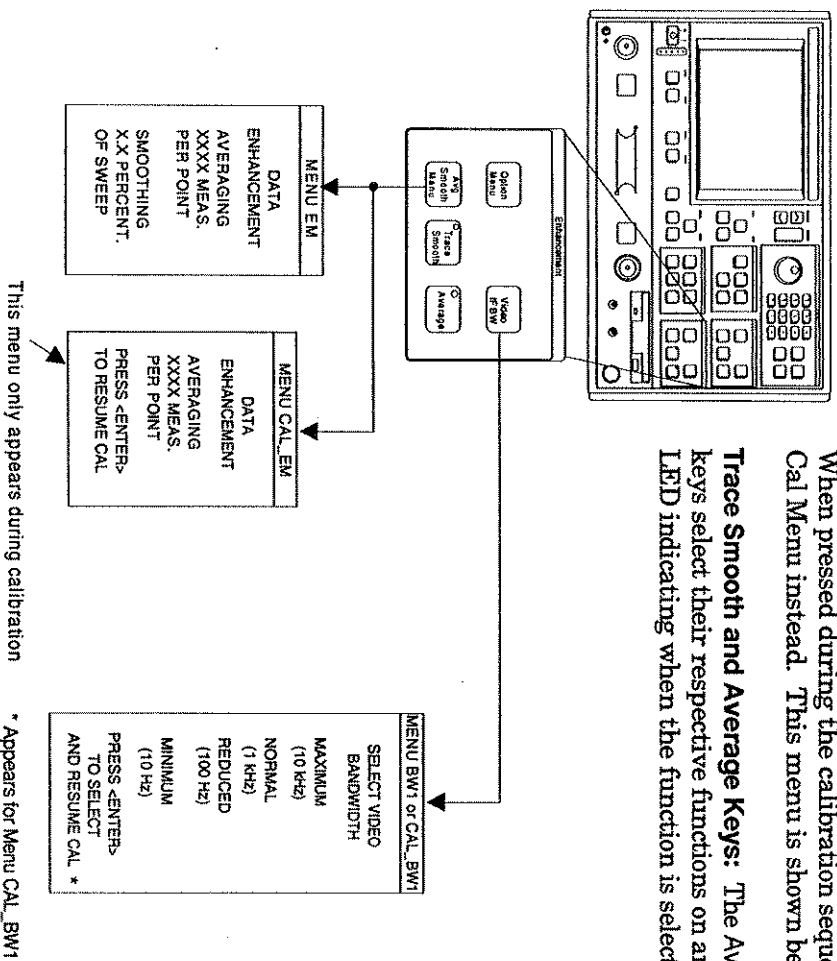 When pressed during the calibration seque
Cal Menu instead. This menu is shown be
Trace Smooth and Average Keys: The Av
keys select their respective functions on a
LED indicating when the function is select
Enhancement
Option
Menu
Video
IF BW
Avg
Smooth
Menu
Trace
Smooth
Average
MENU EM
DATA
ENHANCEMENT
AVERAGING
XXXX MEAS.
PER POINT
SMOOTHING
X.X PERCENT.
OF SWEEP
MENU CAL_EM
DATA
ENHANCEMENT
AVERAGING
XXXX MEAS.
PER POINT
PRESS <ENTER>
TO RESUME CAL
This menu only appears during calibration
MENU BW1 or CAL_BW1
SELECT VIDEO
BANDWIDTH
MAXIMUM
(10 kHz)
NORMAL
(1 kHz)
REDUCED
(100 Hz)
MINIMUM
(10 Hz)
PRESS <ENTER>
TO SELECT
AND RESUME CAL *
* Appears for Menu CAL_BW1